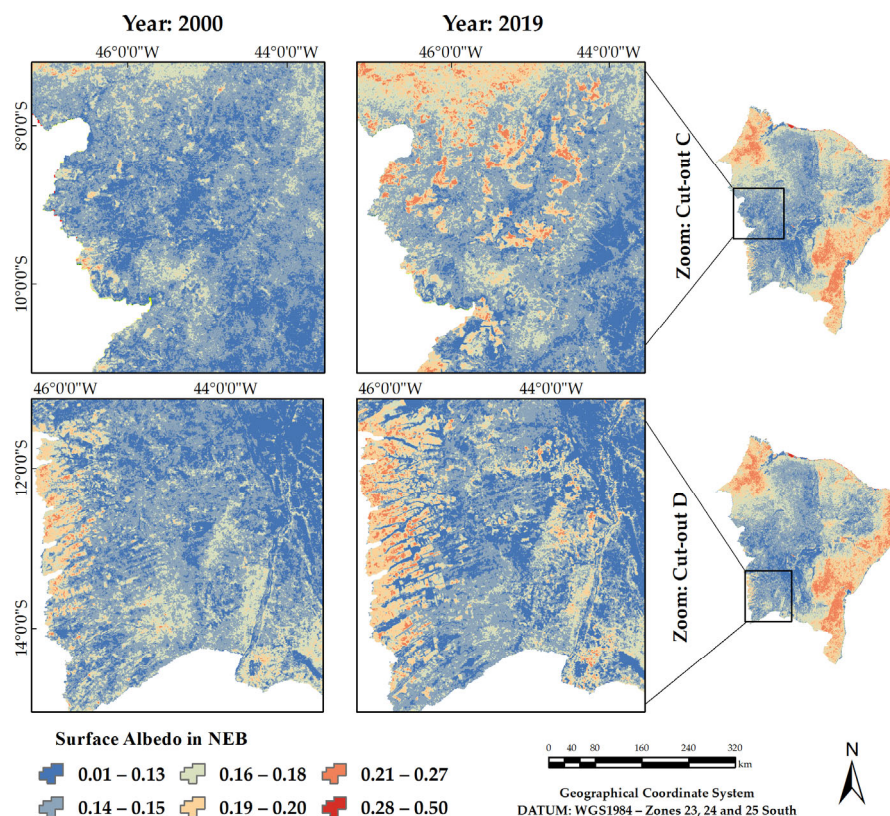 Year: 2000
Year: 2019
46°0'0"W
44°0'0"W
46°0'0"W
44°0'0"W
8°0'0"S
10°0'0"S
Zoom: Cut-out C
46°0'0"W
44°0'0"W
46°0'0"W
44°0'0"W
12°0'0"S
14°0'0"S
Zoom: Cut-out D
Surface Albedo in NEB
0.01 – 0.13
0.16 – 0.18
0.21 – 0.27
0.14 – 0.15
0.19 – 0.20
0.28 – 0.50
0 20 40 80 160 240 320
km
Geographical Coordinate System
DATUM: WGS1984 – Zones 23, 24 and 25 South
N